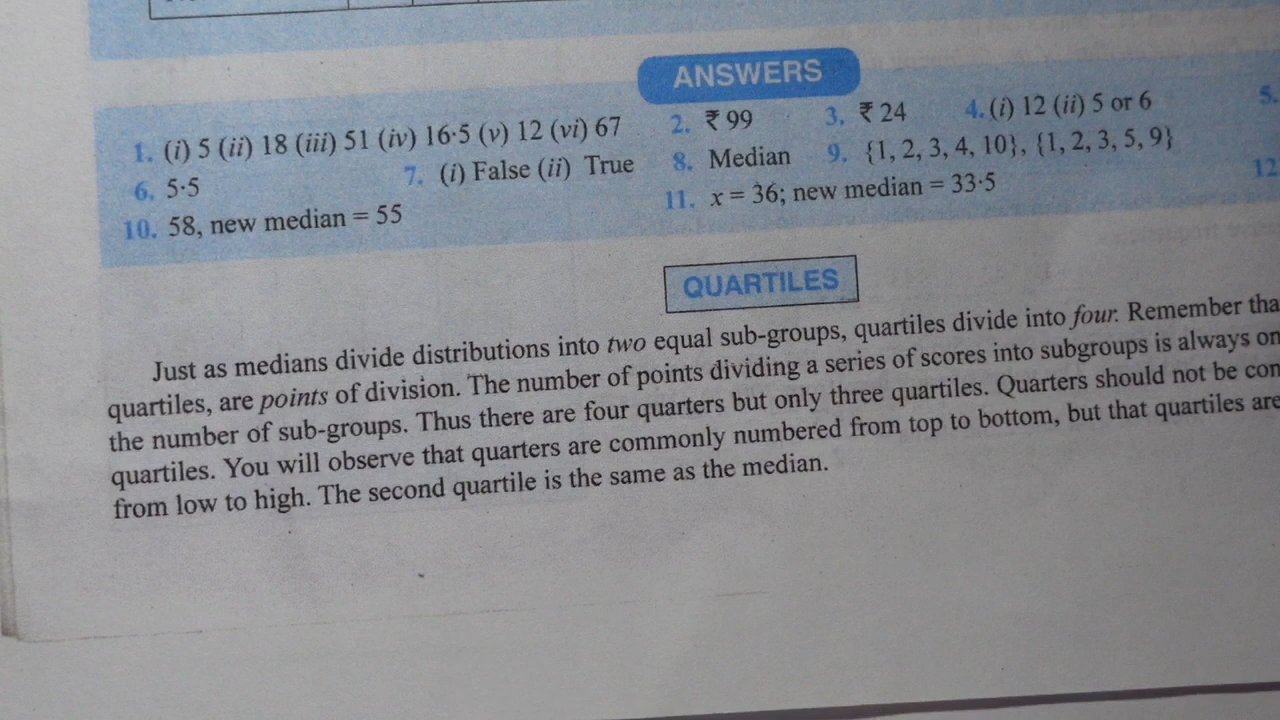 ANSWERS
1. (i) 5 (ii) 18 (iii) 51 (iv) 16·5 (v) 12 (vi) 67 2. ₹ 99 3. ₹ 24 4. (i) 12 (ii) 5 or 6 5.
6. 5·5 7. (i) False (ii) True 8. Median 9. {1, 2, 3, 4, 10}, {1, 2, 3, 5, 9}
10. 58, new median = 55 11. x = 36; new median = 33·5 12
QUARTILES
Just as medians divide distributions into two equal sub-groups, quartiles divide into four. Remember tha
quartiles, are points of division. The number of points dividing a series of scores into subgroups is always on
the number of sub-groups. Thus there are four quarters but only three quartiles. Quarters should not be con
quartiles. You will observe that quarters are commonly numbered from top to bottom, but that quartiles are
from low to high. The second quartile is the same as the median.